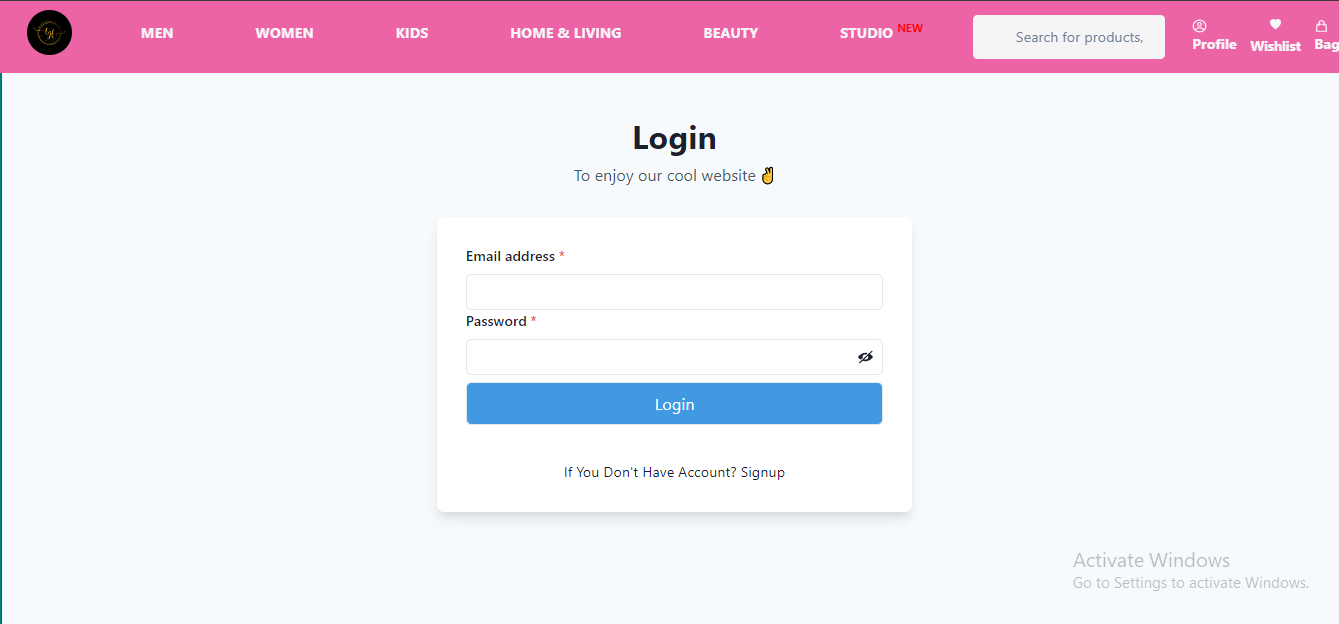 MEN WOMEN KIDS HOME & LIVING BEAUTY STUDIO NEW Search for products, Profile Wishlist Bag
Login
To enjoy our cool website ✌
Email address *
Password *
Login
If You Don't Have Account? Signup
Activate Windows
Go to Settings to activate Windows.